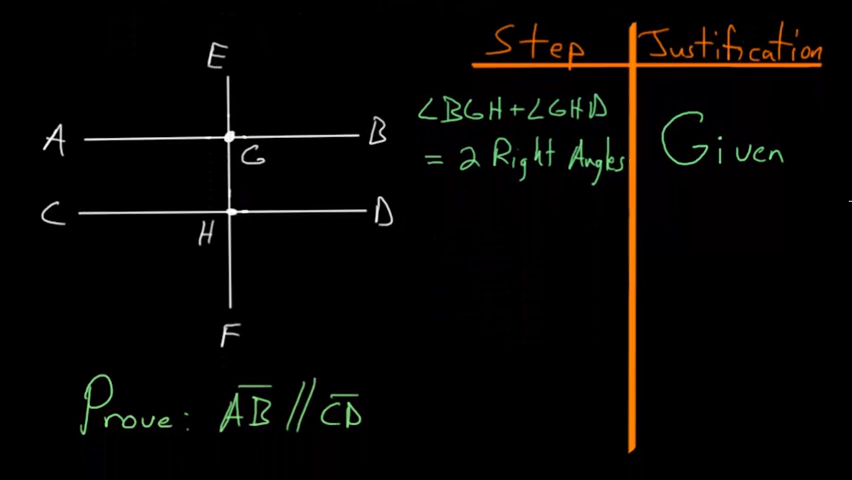 E
A
B
G
C
H
D
F
Prove: AB // CD
Step
Justification
∠BGH+∠GHD
= 2 Right Angles
Given